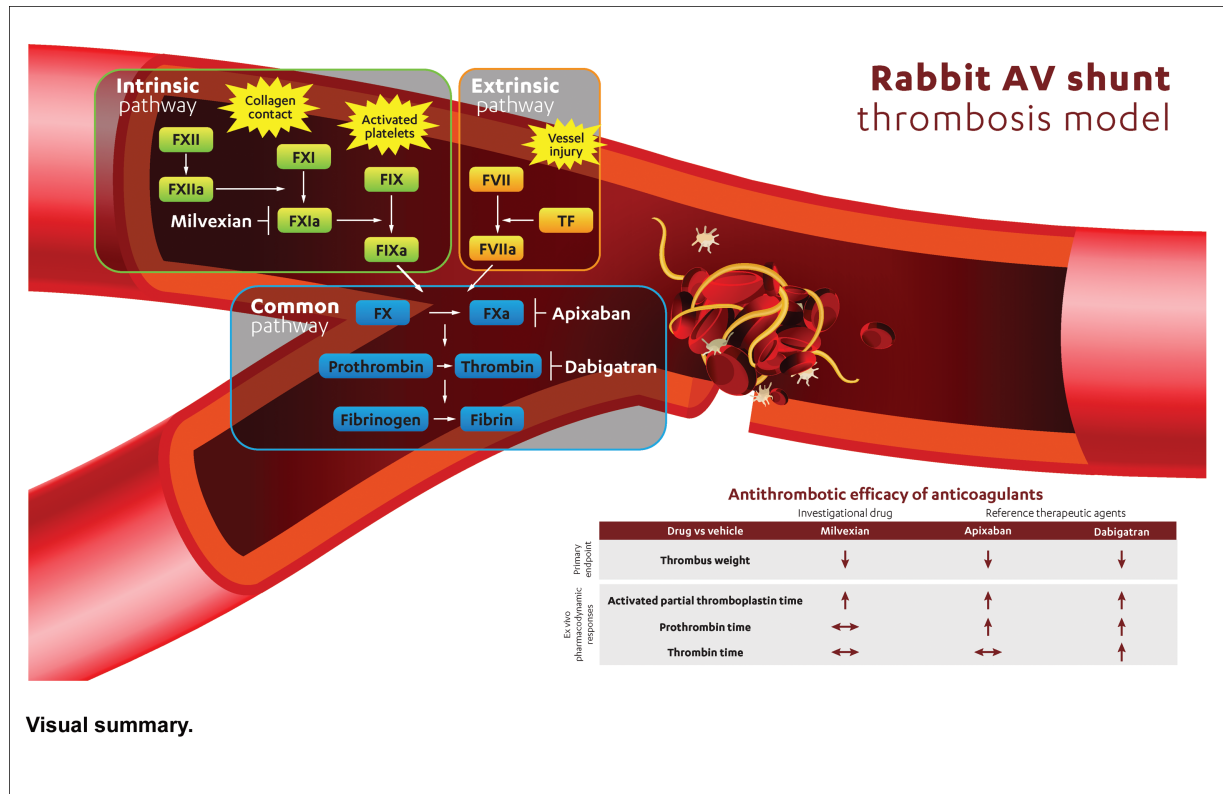 Rabbit AV shunt
thrombosis model
Intrinsic
pathway
Collagen
contact
Activated
platelets
FXII
FXI
FIX
FXIIa
Milvexian
FXIa
FIXa
Extrinsic
pathway
Vessel
injury
FVII
TF
FVIIa
Common
pathway
FX
FXa
Apixaban
Prothrombin
Thrombin
Dabigatran
Fibrinogen
Fibrin
Antithrombotic efficacy of anticoagulants
Investigational drug
Reference therapeutic agents
Drug vs vehicle Milvexian Apixaban Dabigatran
Primary
endpoint
Thrombus weight ↓ ↓ ↓
Ex vivo
pharmacodynamic
responses
Activated partial thromboplastin time ↑ ↑ ↑
Prothrombin time ↔ ↑ ↑
Thrombin time ↔ ↔ ↑
Visual summary.